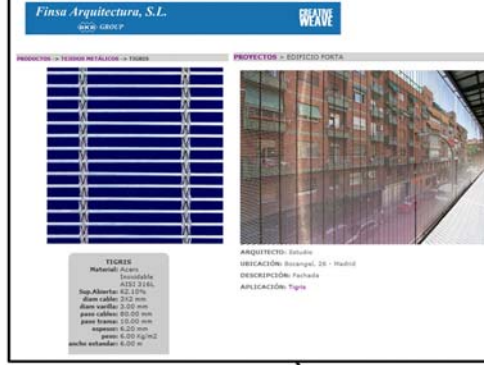 Finsa Arquitectura, S.L.
GROUP
CREATIVE
WEAVE
PRODUCTOS -> TEJIDOS METÁLICOS -> TIGRIS
TIGRIS
Material: Acero
Inoxidable
AISI 316L
Sup.Abierta: 62.10%
diam cable: 3X2 mm
diam varilla: 3.00 mm
paso cables: 80.00 mm
paso trama: 10.00 mm
espesor: 6.20 mm
peso: 6.00 Kg/m2
ancho estandar: 6.00 m
PROYECTOS > EDIFICIO PORTA
ARQUITECTO: Estudio
UBICACIÓN: Bocangel, 26 - Madrid
DESCRIPCIÓN: Fachada
APLICACIÓN: Tigris